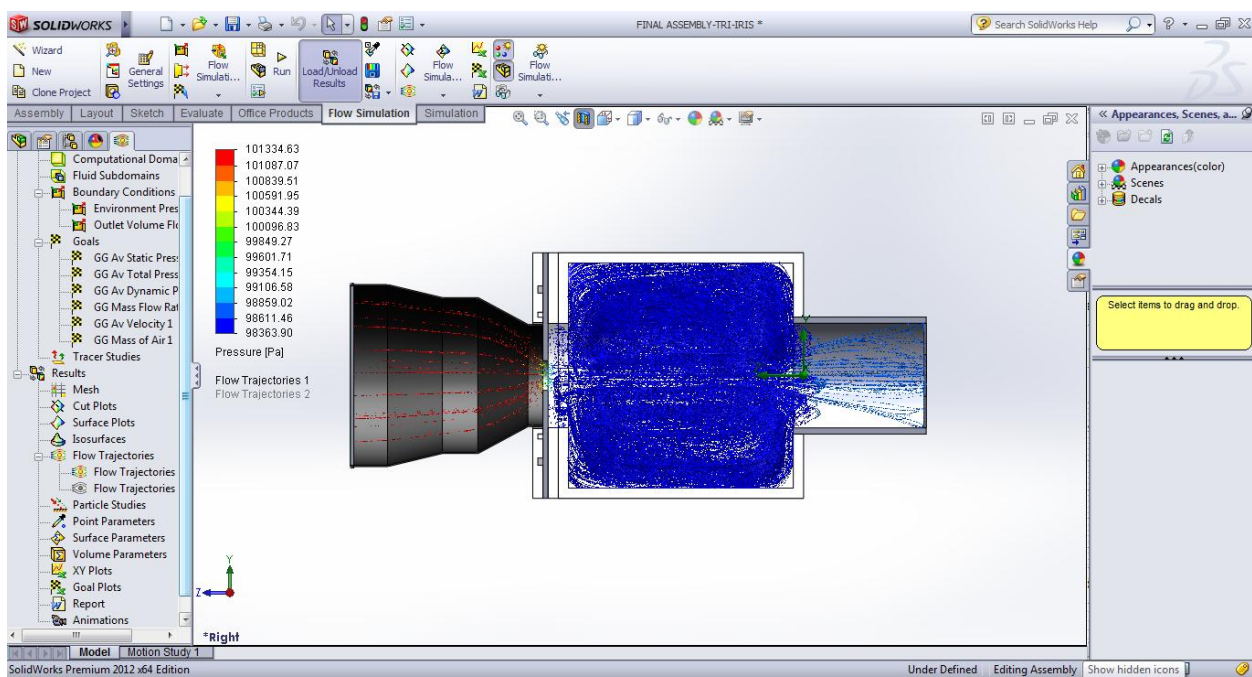 SOLIDWORKS
FINAL ASSEMBLY-TRI-IRIS *
Search SolidWorks Help
Wizard
New
Clone Project
General Settings
Flow Simulati...
Run
Load/Unload Results
Flow Simula...
Flow Simulati...
Assembly Layout Sketch Evaluate Office Products Flow Simulation Simulation
Computational Doma
Fluid Subdomains
Boundary Conditions
Environment Pres
Outlet Volume Flo
Goals
GG Av Static Press
GG Av Total Press
GG Av Dynamic P
GG Mass Flow Rat
GG Av Velocity 1
GG Mass of Air 1
Tracer Studies
Results
Mesh
Cut Plots
Surface Plots
Isosurfaces
Flow Trajectories
Flow Trajectories
Flow Trajectories
Particle Studies
Point Parameters
Surface Parameters
Volume Parameters
XY Plots
Goal Plots
Report
Animations
101334.63
101087.07
100839.51
100591.95
100344.39
100096.83
99849.27
99601.71
99354.15
99106.58
98859.02
98611.46
98363.90
Pressure [Pa]
Flow Trajectories 1
Flow Trajectories 2
Y
Z
*Right
Appearances, Scenes, a...
Appearances(color)
Scenes
Decals
Select items to drag and drop.
Model Motion Study 1
SolidWorks Premium 2012 x64 Edition
Under Defined Editing Assembly Show hidden icons